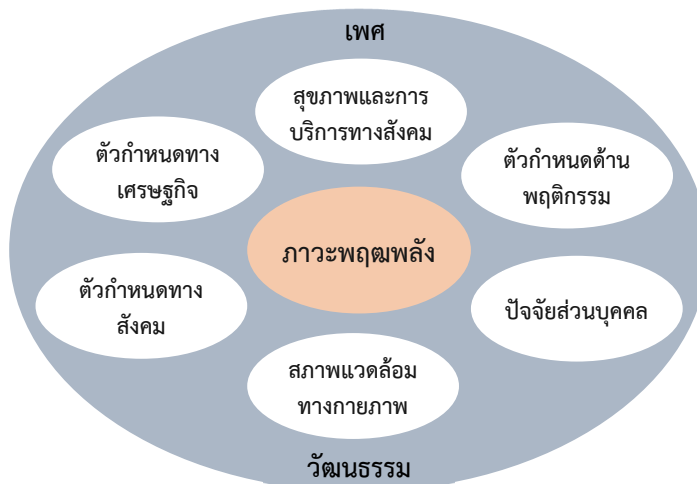 เพศ
สุขภาพและการ
บริการทางสังคม
ตัวกำหนดทาง
เศรษฐกิจ
ตัวกำหนดด้าน
พฤติกรรม
ภาวะพฤฒพลัง
ตัวกำหนดทาง
สังคม
ปัจจัยส่วนบุคคล
สภาพแวดล้อม
ทางกายภาพ
วัฒนธรรม